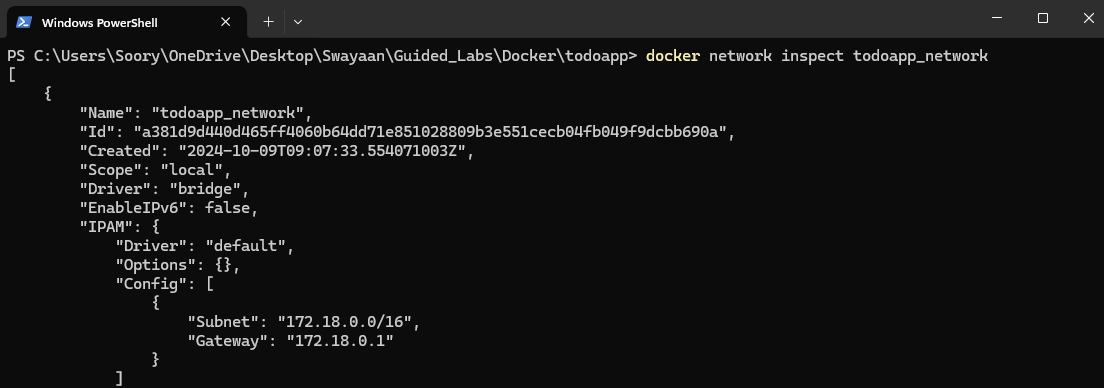 Windows PowerShell
PS C:\Users\Soory\OneDrive\Desktop\Swayaan\Guided_Labs\Docker\todoapp> docker network inspect todoapp_network
[
    {
        "Name": "todoapp_network",
        "Id": "a381d9d440d465ff4060b64dd71e851028809b3e551cecb04fb049f9dcbb690a",
        "Created": "2024-10-09T09:07:33.554071003Z",
        "Scope": "local",
        "Driver": "bridge",
        "EnableIPv6": false,
        "IPAM": {
            "Driver": "default",
            "Options": {},
            "Config": [
                {
                    "Subnet": "172.18.0.0/16",
                    "Gateway": "172.18.0.1"
                }
            ]